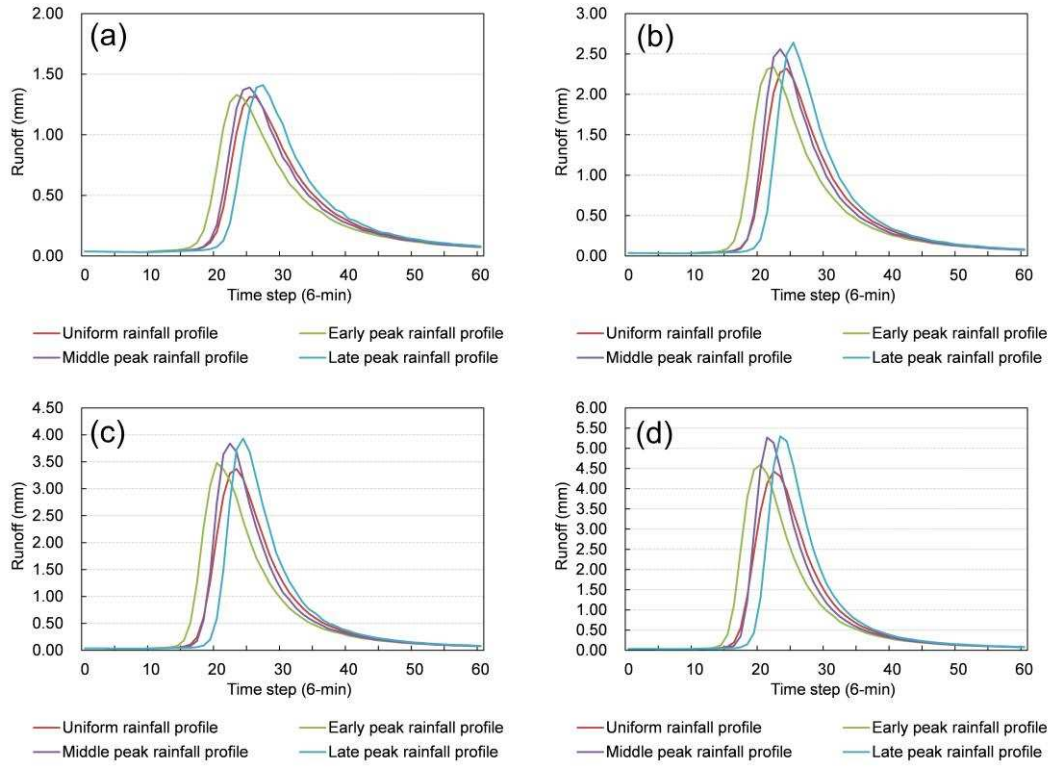 (a)
2.00
1.50
1.00
0.50
0.00
Runoff (mm)
0 10 20 30 40 50 60
Time step (6-min)
Uniform rainfall profile Early peak rainfall profile
Middle peak rainfall profile Late peak rainfall profile
(b)
3.00
2.50
2.00
1.50
1.00
0.50
0.00
Runoff (mm)
0 10 20 30 40 50 60
Time step (6-min)
Uniform rainfall profile Early peak rainfall profile
Middle peak rainfall profile Late peak rainfall profile
(c)
4.50
4.00
3.50
3.00
2.50
2.00
1.50
1.00
0.50
0.00
Runoff (mm)
0 10 20 30 40 50 60
Time step (6-min)
Uniform rainfall profile Early peak rainfall profile
Middle peak rainfall profile Late peak rainfall profile
(d)
6.00
5.50
5.00
4.50
4.00
3.50
3.00
2.50
2.00
1.50
1.00
0.50
0.00
Runoff (mm)
0 10 20 30 40 50 60
Time step (6-min)
Uniform rainfall profile Early peak rainfall profile
Middle peak rainfall profile Late peak rainfall profile